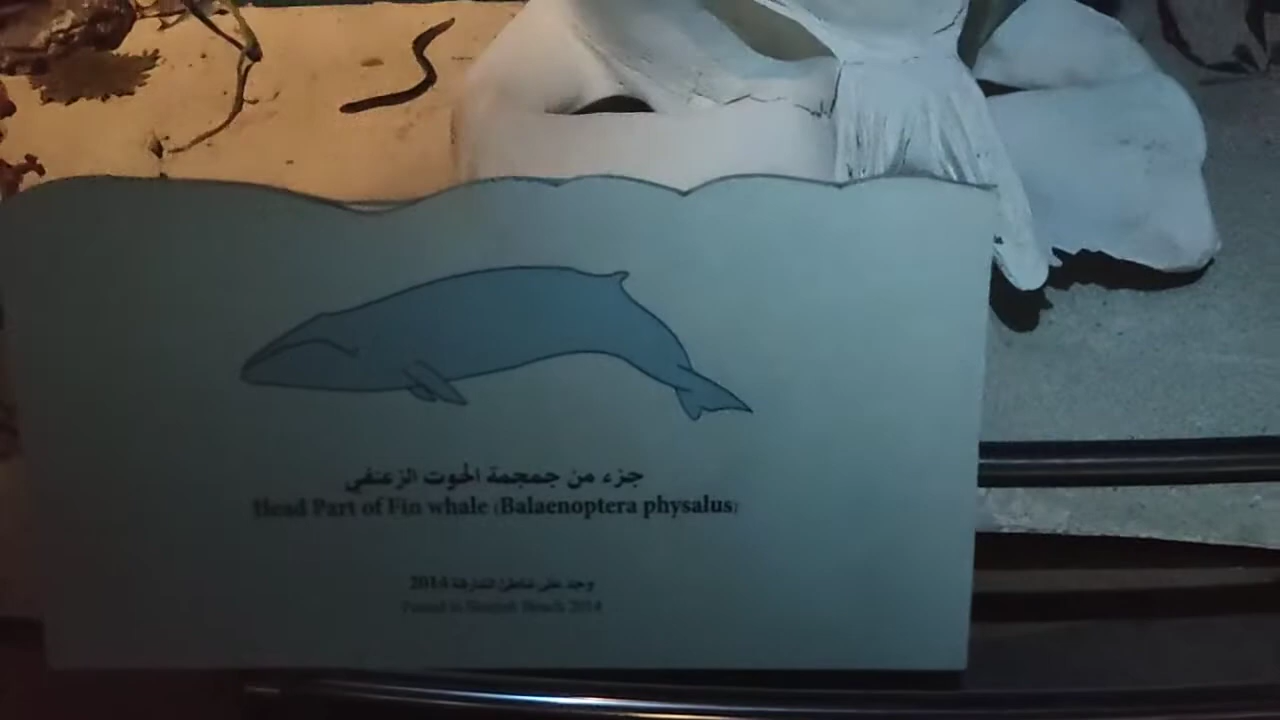 جزء من جمجمة الحوت الزعنفي
Head Part of Fin whale (Balaenoptera physalus)
وجد على شاطئ الشارقة 2014
Found in Sharjah Beach 2014